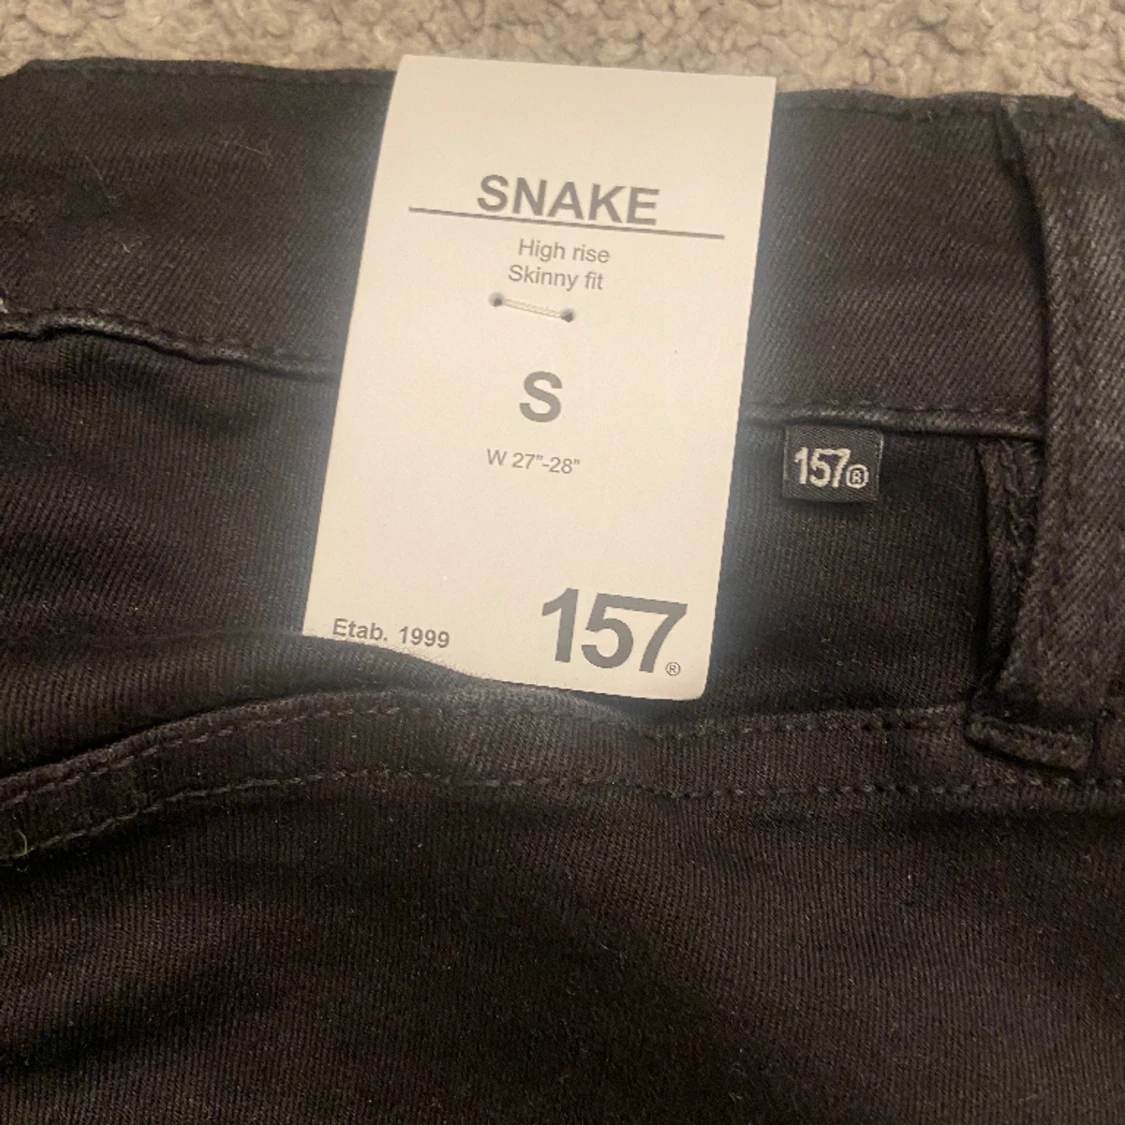 SNAKE
High rise
Skinny fit
S
W 27"-28"
157®
Etab. 1999
157®